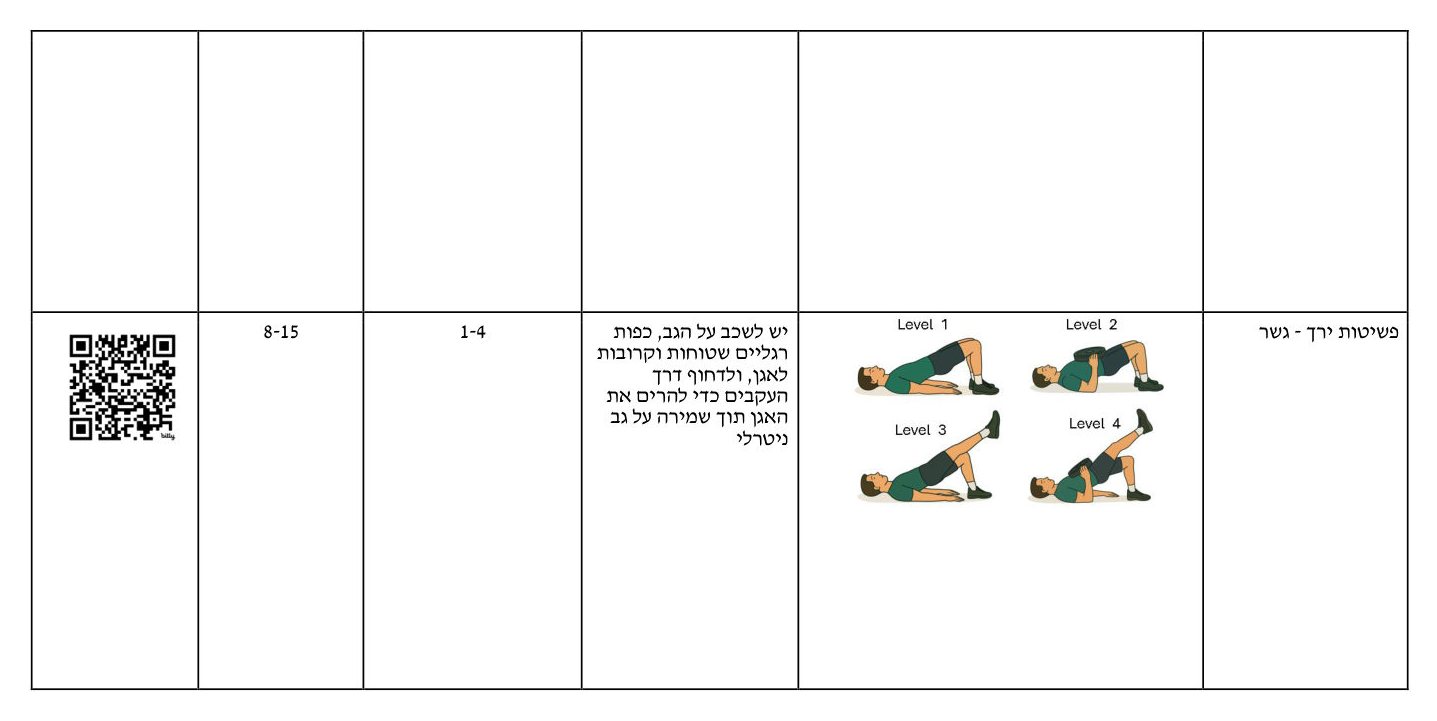 פשיטות ירך - גשר
Level 1
Level 2
Level 3
Level 4
יש לשכב על הגב, כפות
רגליים שטוחות וקרובות
לאגן, ולדחוף דרך
העקבים כדי להרים את
האגן תוך שמירה על גב
ניטרלי
1-4
8-15
bitly